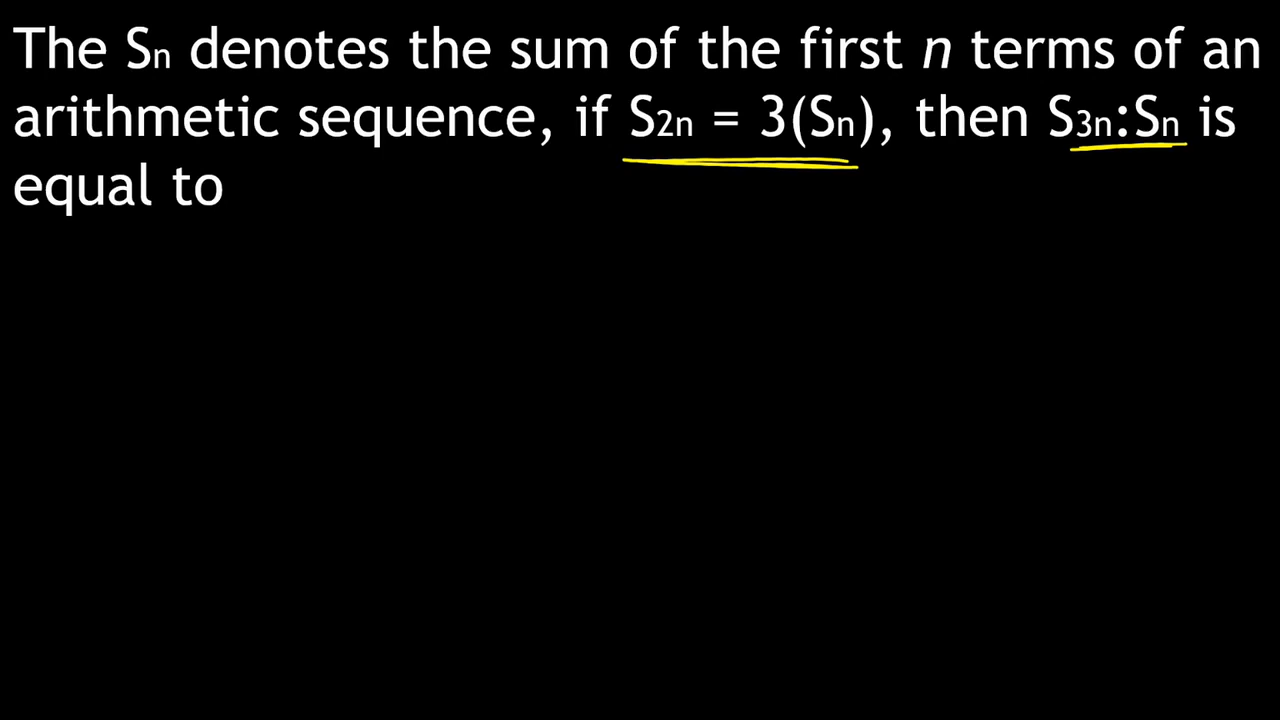 The Sn denotes the sum of the first n terms of an
arithmetic sequence, if S2n = 3(Sn), then S3n:Sn is
equal to